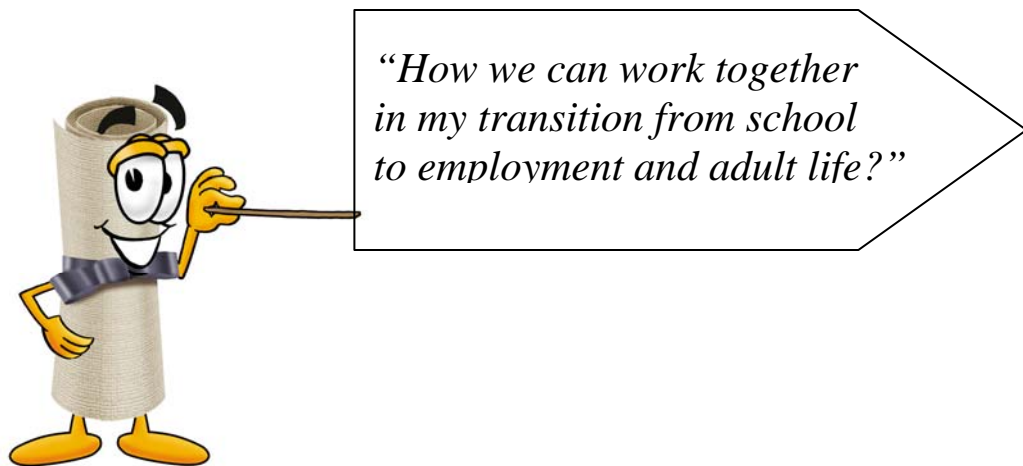 “How we can work together
in my transition from school
to employment and adult life?”